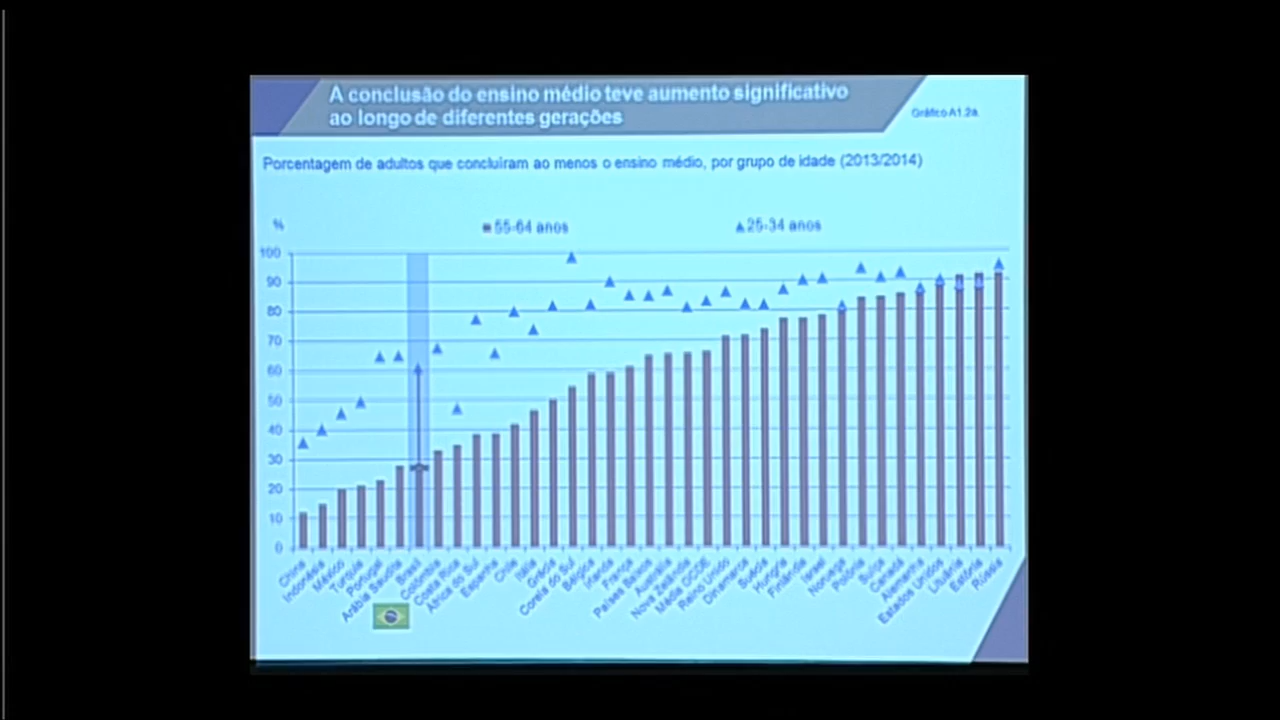 A conclusão do ensino médio teve aumento significativo
ao longo de diferentes gerações
Gráfico A1.2a
Porcentagem de adultos que concluíram ao menos o ensino médio, por grupo de idade (2013/2014)
%
55-64 anos
25-34 anos
100
90
80
70
60
50
40
30
20
10
0
China
Indonésia
México
Turquia
Portugal
Arábia Saudita
Brasil
Colômbia
Costa Rica
África do Sul
Espanha
Chile
Itália
Grécia
Coreia do Sul
Bélgica
Irlanda
França
Países Baixos
Austrália
Nova Zelândia
Média OCDE
Reino Unido
Dinamarca
Suécia
Hungria
Finlândia
Israel
Noruega
Polônia
Suíça
Canadá
Alemanha
Estados Unidos
Lituânia
Estônia
Rússia